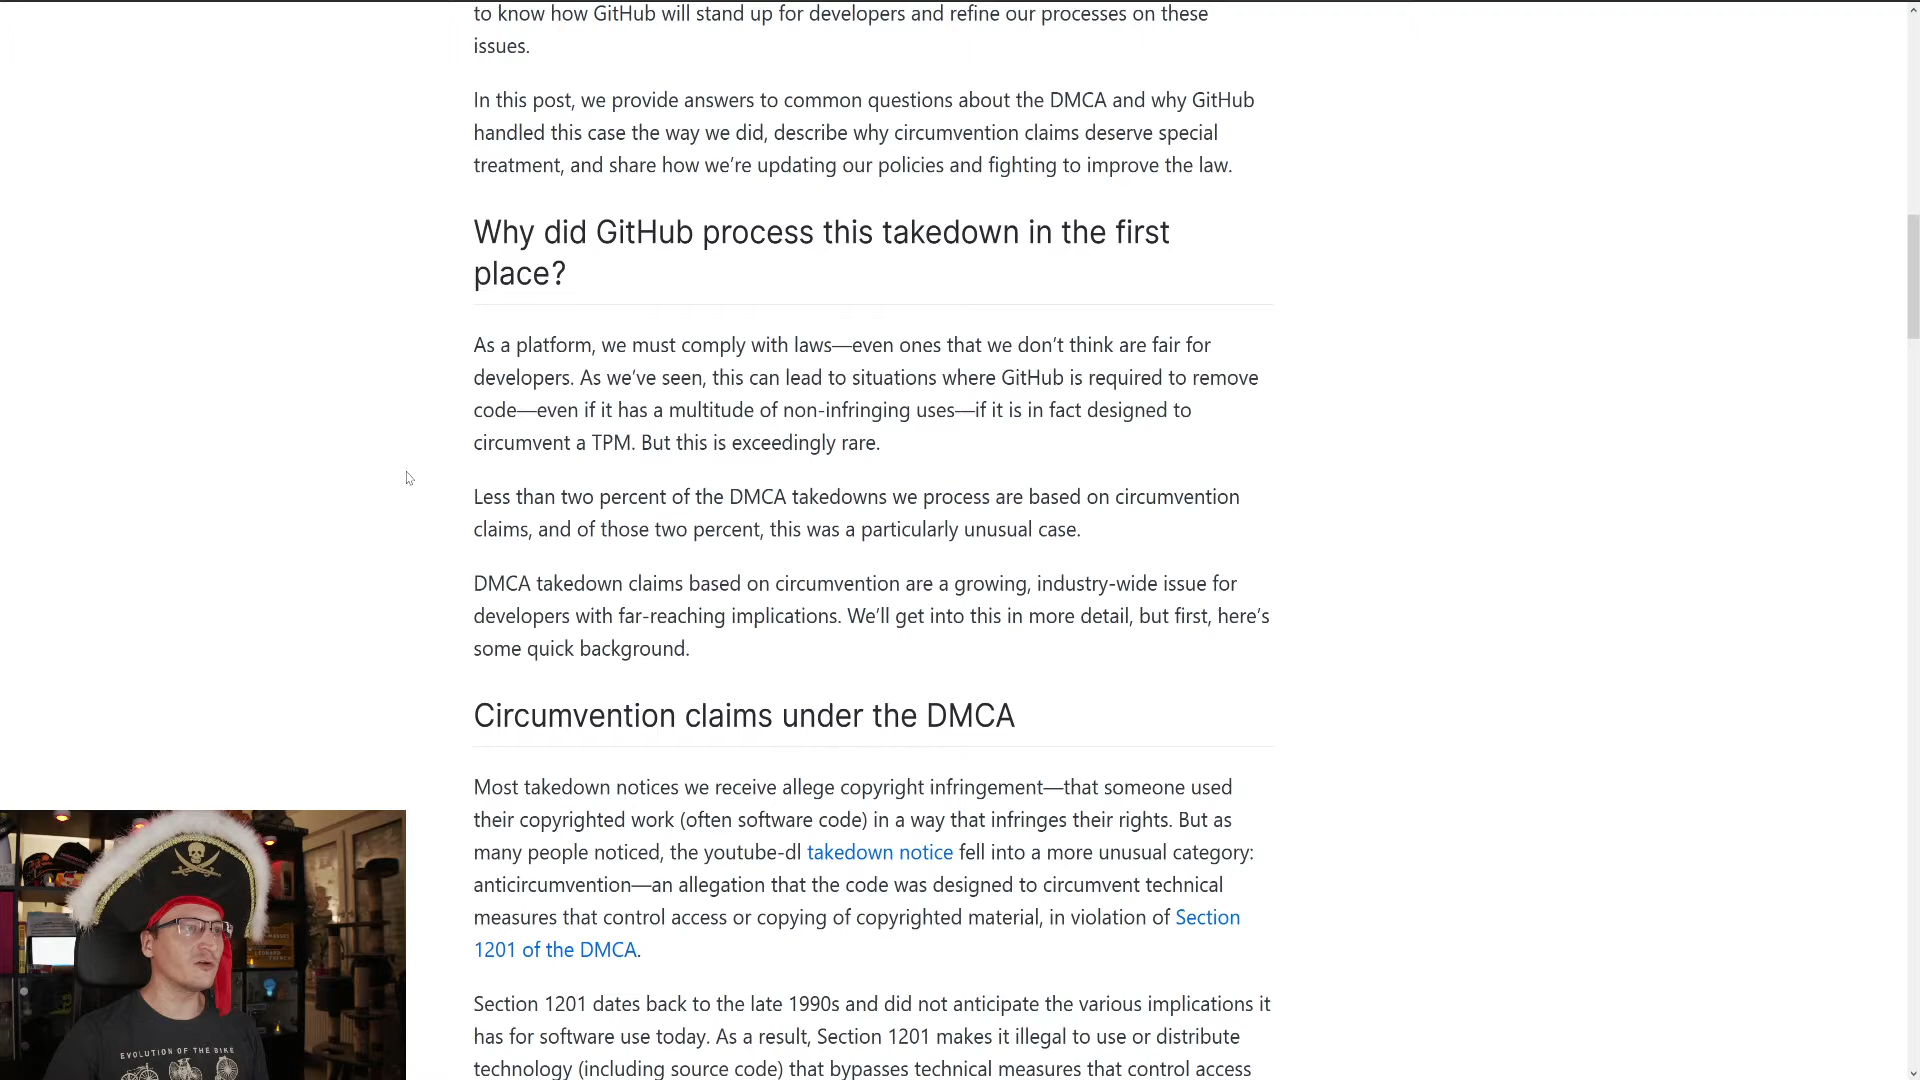 to know how GitHub will stand up for developers and refine our processes on these
issues.
In this post, we provide answers to common questions about the DMCA and why GitHub
handled this case the way we did, describe why circumvention claims deserve special
treatment, and share how we’re updating our policies and fighting to improve the law.
Why did GitHub process this takedown in the first
place?
As a platform, we must comply with laws—even ones that we don’t think are fair for
developers. As we’ve seen, this can lead to situations where GitHub is required to remove
code—even if it has a multitude of non-infringing uses—if it is in fact designed to
circumvent a TPM. But this is exceedingly rare.
Less than two percent of the DMCA takedowns we process are based on circumvention
claims, and of those two percent, this was a particularly unusual case.
DMCA takedown claims based on circumvention are a growing, industry-wide issue for
developers with far-reaching implications. We’ll get into this in more detail, but first, here’s
some quick background.
Circumvention claims under the DMCA
Most takedown notices we receive allege copyright infringement—that someone used
their copyrighted work (often software code) in a way that infringes their rights. But as
many people noticed, the youtube-dl takedown notice fell into a more unusual category:
anticircumvention—an allegation that the code was designed to circumvent technical
measures that control access or copying of copyrighted material, in violation of Section
1201 of the DMCA.
Section 1201 dates back to the late 1990s and did not anticipate the various implications it
has for software use today. As a result, Section 1201 makes it illegal to use or distribute
technology (including source code) that bypasses technical measures that control access
EVOLUTION OF THE BIKE